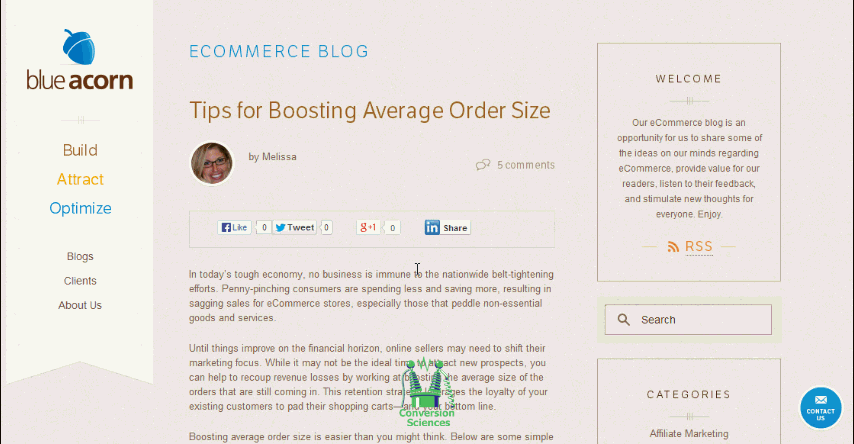 blue acorn
Build
Attract
Optimize
Blogs
Clients
About Us
ECOMMERCE BLOG
Tips for Boosting Average Order Size
by Melissa
5 comments
Like 0 Tweet 0 +1 0 Share
In today's tough economy, no business is immune to the nationwide belt-tightening
efforts. Penny-pinching consumers are spending less and saving more, resulting in
sagging sales for eCommerce stores, especially those that peddle non-essential
goods and services.
Until things improve on the financial horizon, online sellers may need to shift their
marketing focus. While it may not be the ideal time to attract new prospects, you
can help to recoup revenue losses by working at boosting the average size of the
orders that are still coming in. This retention strategy leverages the loyalty of your
existing customers to pad their shopping carts—and your bottom line.
Boosting average order size is easier than you might think. Below are some simple
Conversion
Sciences
WELCOME
Our eCommerce blog is an
opportunity for us to share some of
the ideas on our minds regarding
eCommerce, provide value for our
readers, listen to their feedback,
and stimulate new thoughts for
everyone. Enjoy.
RSS
Search
CATEGORIES
Affiliate Marketing
CONTACT
US